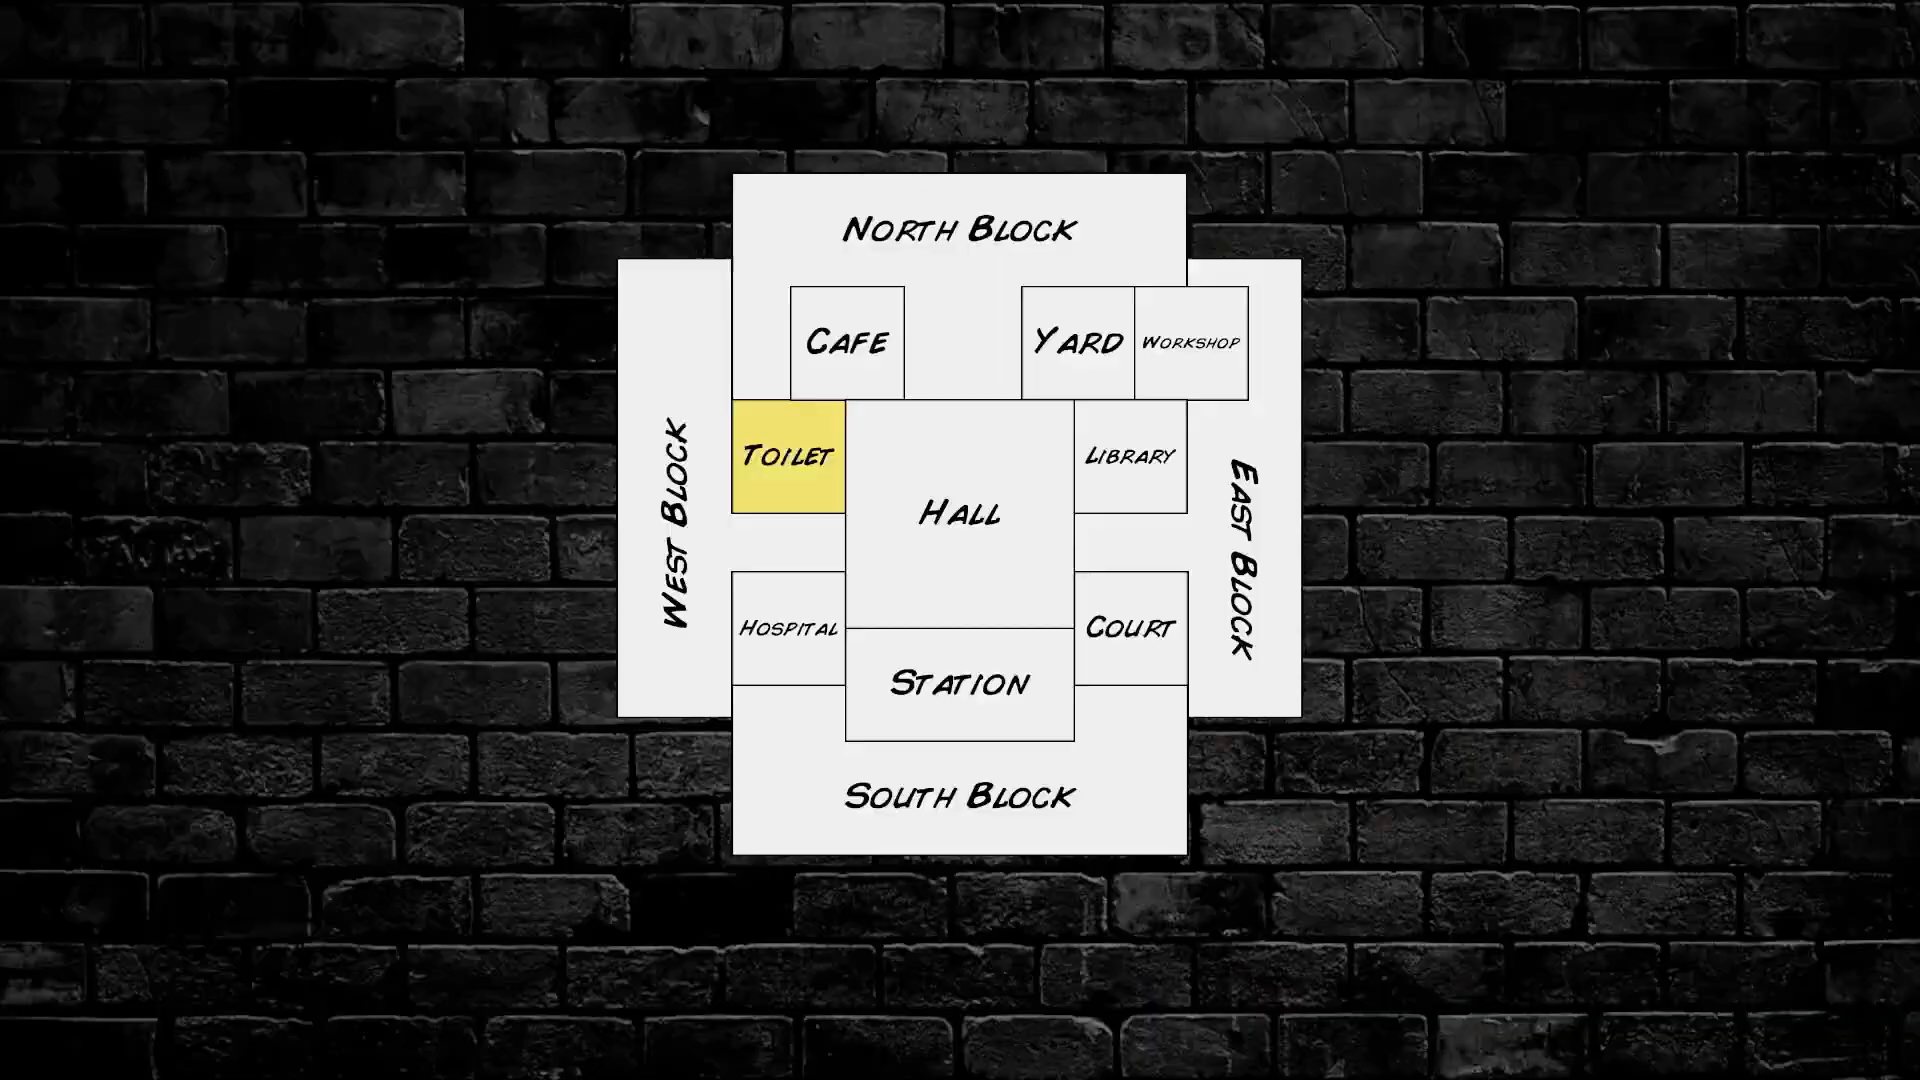 North Block
Cafe
Yard
Workshop
Toilet
Library
Hall
West Block
East Block
Hospital
Court
Station
South Block